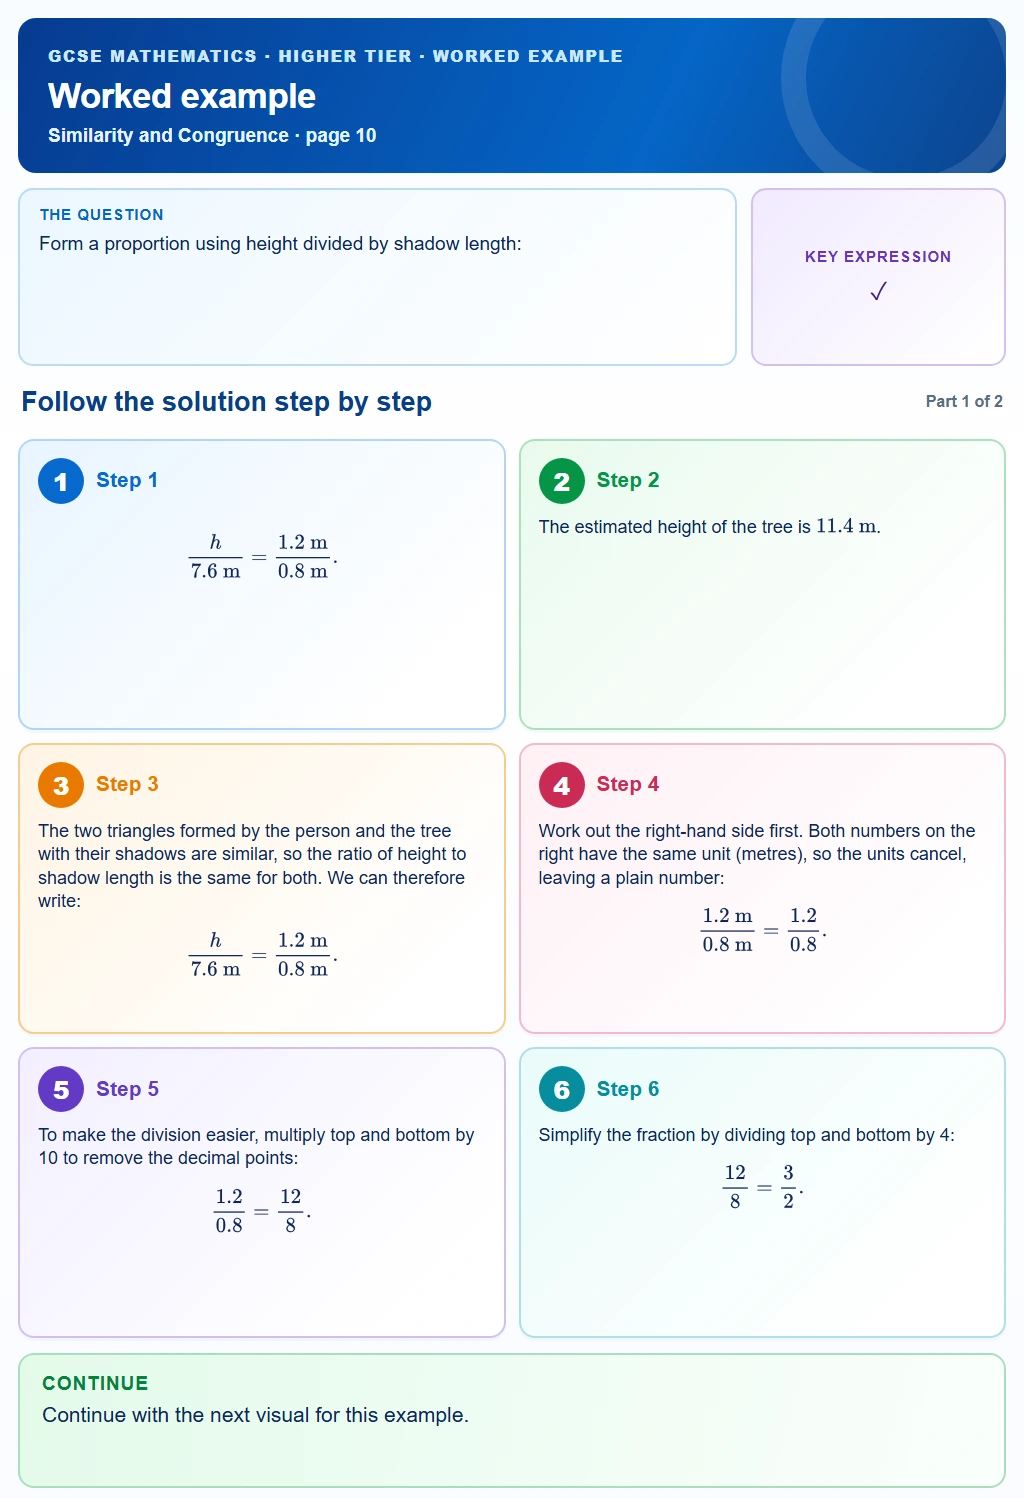 GCSE MATHEMATICS · HIGHER TIER · WORKED EXAMPLE
Worked example
Similarity and Congruence · page 10
THE QUESTION
Form a proportion using height divided by shadow length:
KEY EXPRESSION
✓
Follow the solution step by step
Part 1 of 2
1 Step 1
h/7.6 m = 1.2 m/0.8 m.
2 Step 2
The estimated height of the tree is 11.4 m.
3 Step 3
The two triangles formed by the person and the tree
with their shadows are similar, so the ratio of height to
shadow length is the same for both. We can therefore
write:
h/7.6 m = 1.2 m/0.8 m.
4 Step 4
Work out the right-hand side first. Both numbers on the
right have the same unit (metres), so the units cancel,
leaving a plain number:
1.2 m/0.8 m = 1.2/0.8.
5 Step 5
To make the division easier, multiply top and bottom by
10 to remove the decimal points:
1.2/0.8 = 12/8.
6 Step 6
Simplify the fraction by dividing top and bottom by 4:
12/8 = 3/2.
CONTINUE
Continue with the next visual for this example.